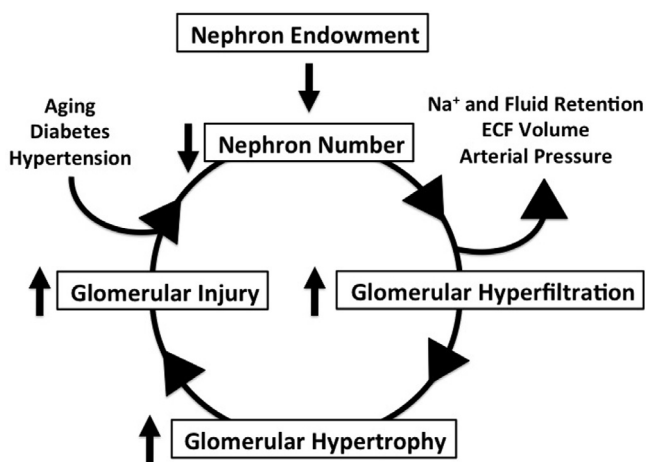 Nephron Endowment
Aging
Diabetes
Hypertension
Na⁺ and Fluid Retention
ECF Volume
Arterial Pressure
Nephron Number
Glomerular Injury
Glomerular Hyperfiltration
Glomerular Hypertrophy